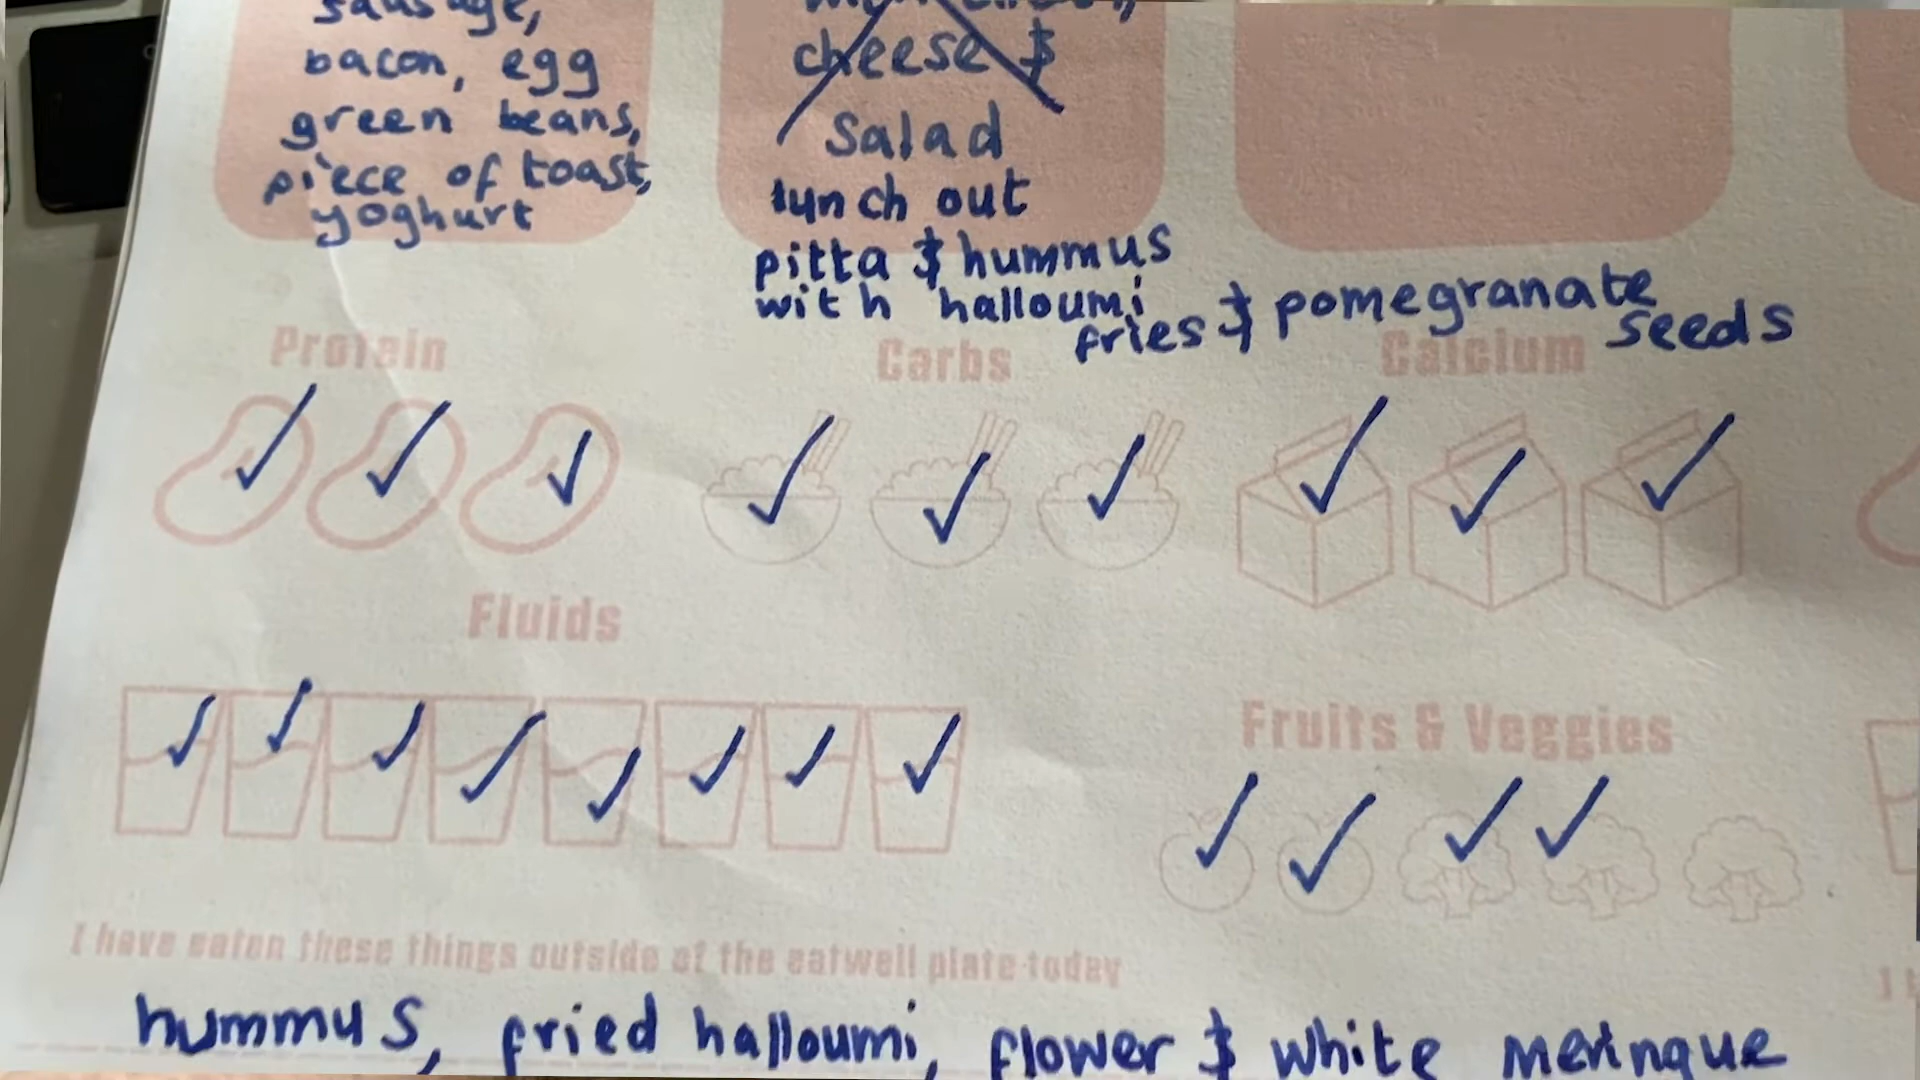 sausage,
bacon, egg
green beans,
piece of toast,
yoghurt
cheese &
salad
lunch out
pitta & hummus
with halloumi
fries & pomegranate
seeds
Protein
Carbs
Calcium
Fluids
Fruits & Veggies
I have eaten these things outside of the eatwell plate today
hummus, fried halloumi, flower & white meringue